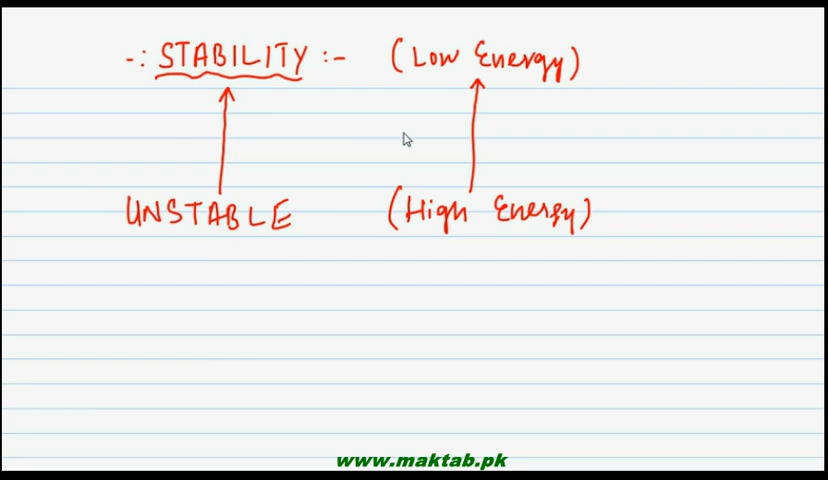 -: STABILITY :- (Low Energy)
UNSTABLE (High Energy)
www.maktab.pk